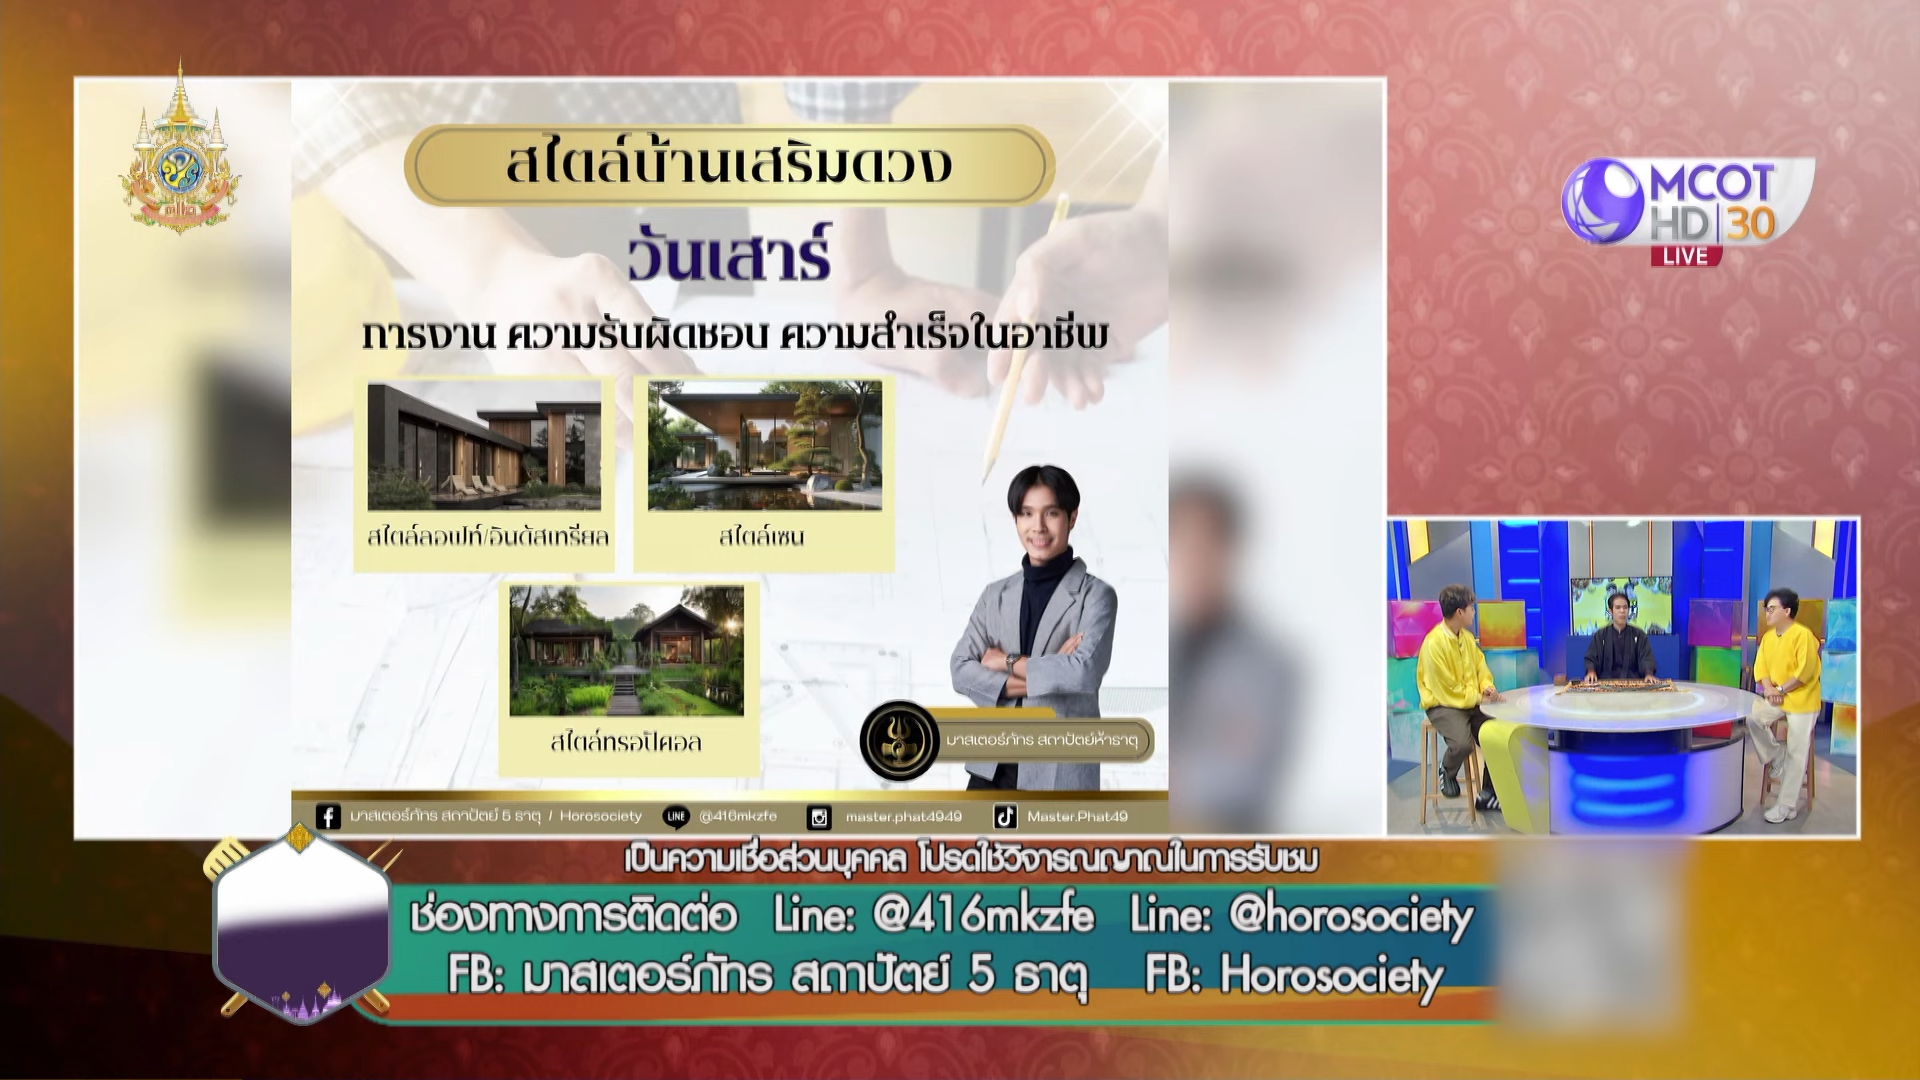 สไตล์บ้านเสริมดวง
วันเสาร์
การงาน ความรับผิดชอบ ความสำเร็จในอาชีพ
สไตล์ลอฟท์/อินดัสเทรียล
สไตล์เซน
สไตล์ทรอปิคอล
มาสเตอร์ภัทร สถาปัตย์ห้าธาตุ
มาสเตอร์ภัทร สถาปัตย์ 5 ธาตุ / Horosociety
LINE @416mkzfe
master.phat4949
Master.Phat49
MCOT
HD 30
LIVE
เป็นความเชื่อส่วนบุคคล โปรดใช้วิจารณญาณในการรับชม
ช่องทางการติดต่อ Line: @416mkzfe Line: @horosociety
FB: มาสเตอร์ภัทร สถาปัตย์ 5 ธาตุ FB: Horosociety